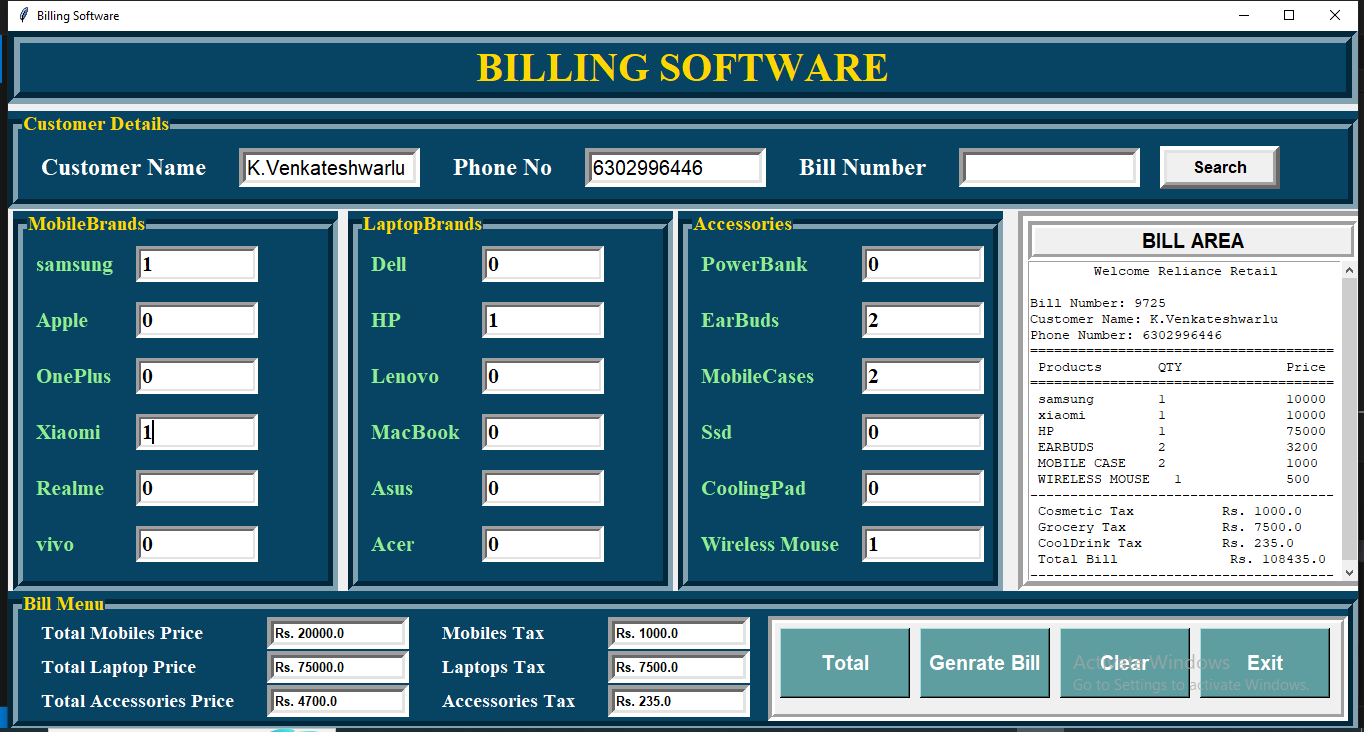 Billing Software
BILLING SOFTWARE
Customer Details
Customer Name K.Venkateshwarlu Phone No 6302996446 Bill Number Search
MobileBrands
samsung 1
Apple 0
OnePlus 0
Xiaomi 1
Realme 0
vivo 0
LaptopBrands
Dell 0
HP 1
Lenovo 0
MacBook 0
Asus 0
Acer 0
Accessories
PowerBank 0
EarBuds 2
MobileCases 2
Ssd 0
CoolingPad 0
Wireless Mouse 1
BILL AREA
Welcome Reliance Retail
Bill Number: 9725
Customer Name: K.Venkateshwarlu
Phone Number: 6302996446
======================================
Products QTY Price
======================================
samsung 1 10000
xiaomi 1 10000
HP 1 75000
EARBUDS 2 3200
MOBILE CASE 2 1000
WIRELESS MOUSE 1 500
--------------------------------------
Cosmetic Tax Rs. 1000.0
Grocery Tax Rs. 7500.0
CoolDrink Tax Rs. 235.0
Total Bill Rs. 108435.0
--------------------------------------
Bill Menu
Total Mobiles Price Rs. 20000.0 Mobiles Tax Rs. 1000.0
Total Laptop Price Rs. 75000.0 Laptops Tax Rs. 7500.0
Total Accessories Price Rs. 4700.0 Accessories Tax Rs. 235.0
Total Genrate Bill Clear Exit
Activate Windows
Go to Settings to activate Windows.